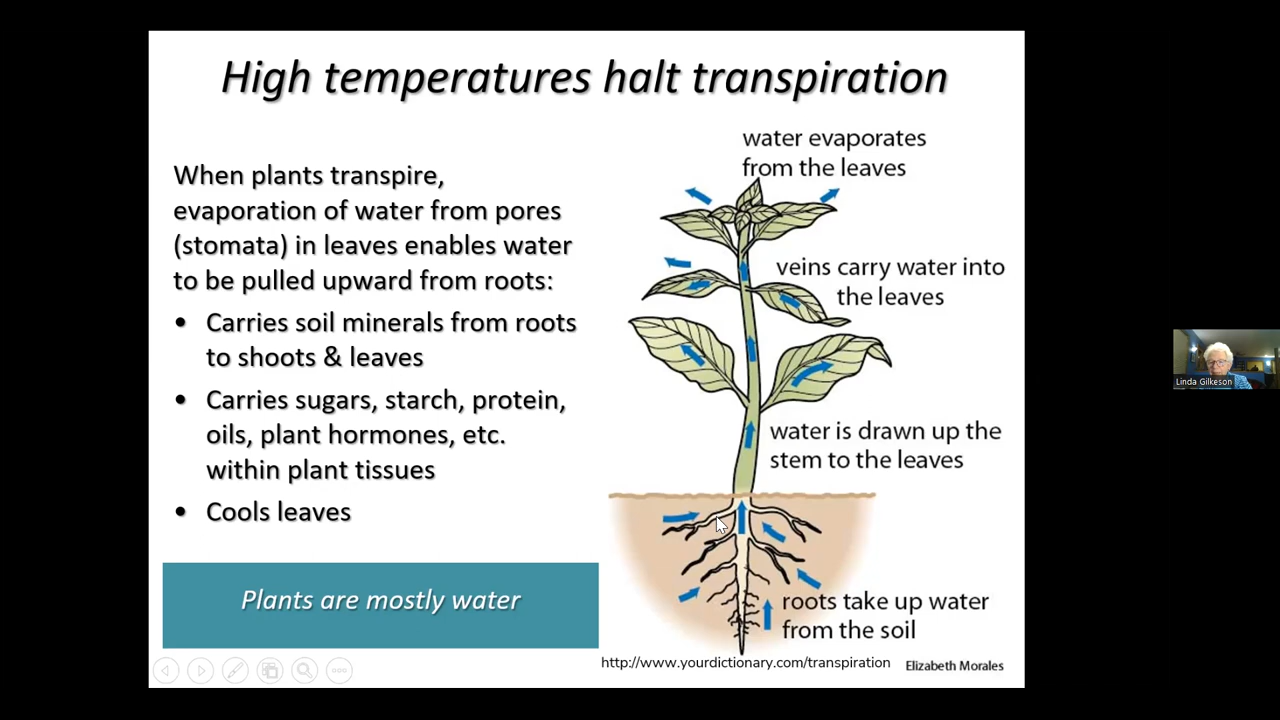 High temperatures halt transpiration
When plants transpire,
evaporation of water from pores
(stomata) in leaves enables water
to be pulled upward from roots:
• Carries soil minerals from roots
to shoots & leaves
• Carries sugars, starch, protein,
oils, plant hormones, etc.
within plant tissues
• Cools leaves
Plants are mostly water
water evaporates
from the leaves
veins carry water into
the leaves
water is drawn up the
stem to the leaves
roots take up water
from the soil
http://www.yourdictionary.com/transpiration
Elizabeth Morales
Linda Gilkeson